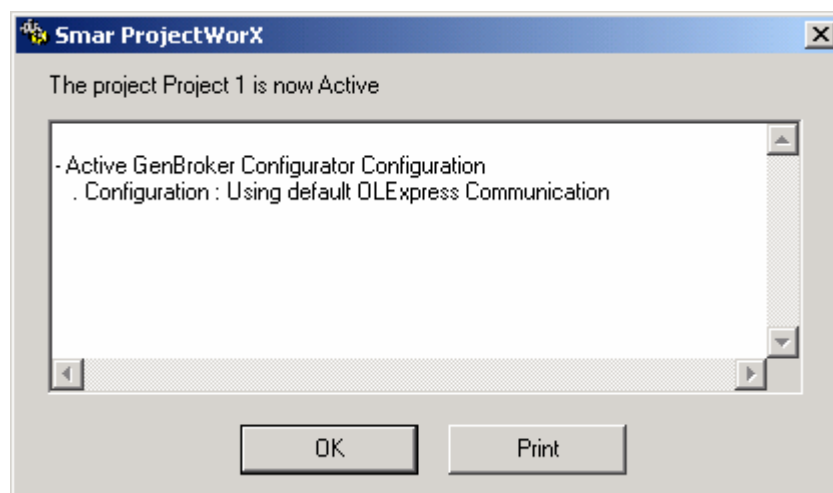 Smar ProjectWorX
The project Project 1 is now Active
- Active GenBroker Configurator Configuration
. Configuration : Using default OLExpress Communication
OK
Print